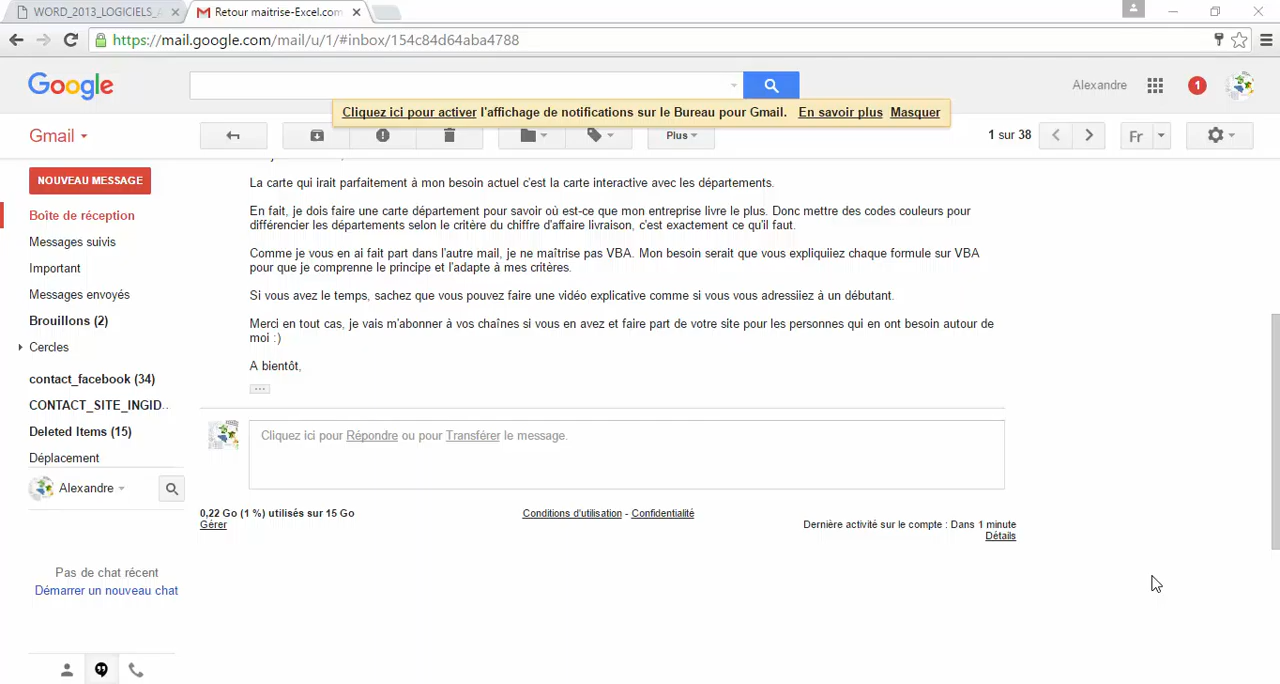 WORD_2013_LOGICIELS_
Retour maitrise-Excel.com
https://mail.google.com/mail/u/1/#inbox/154c84d64aba4788
Google
Alexandre
1
Cliquez ici pour activer l'affichage de notifications sur le Bureau pour Gmail. En savoir plus Masquer
Gmail
Plus
1 sur 38
Fr
NOUVEAU MESSAGE
Boîte de réception
Messages suivis
Important
Messages envoyés
Brouillons (2)
Cercles
contact_facebook (34)
CONTACT_SITE_INGID..
Deleted Items (15)
Déplacement
Alexandre
Pas de chat récent
Démarrer un nouveau chat
La carte qui irait parfaitement à mon besoin actuel c'est la carte interactive avec les départements.
En fait, je dois faire une carte département pour savoir où est-ce que mon entreprise livre le plus. Donc mettre des codes couleurs pour
différencier les départements selon le critère du chiffre d'affaire livraison, c'est exactement ce qu'il faut.
Comme je vous en ai fait part dans l'autre mail, je ne maîtrise pas VBA. Mon besoin serait que vous expliquiiez chaque formule sur VBA
pour que je comprenne le principe et l'adapte à mes critères.
Si vous avez le temps, sachez que vous pouvez faire une vidéo explicative comme si vous vous adressiiez à un débutant.
Merci en tout cas, je vais m'abonner à vos chaînes si vous en avez et faire part de votre site pour les personnes qui en ont besoin autour de
moi :)
A bientôt,
...
Cliquez ici pour Répondre ou pour Transférer le message.
0,22 Go (1 %) utilisés sur 15 Go
Gérer
Conditions d'utilisation - Confidentialité
Dernière activité sur le compte : Dans 1 minute
Détails